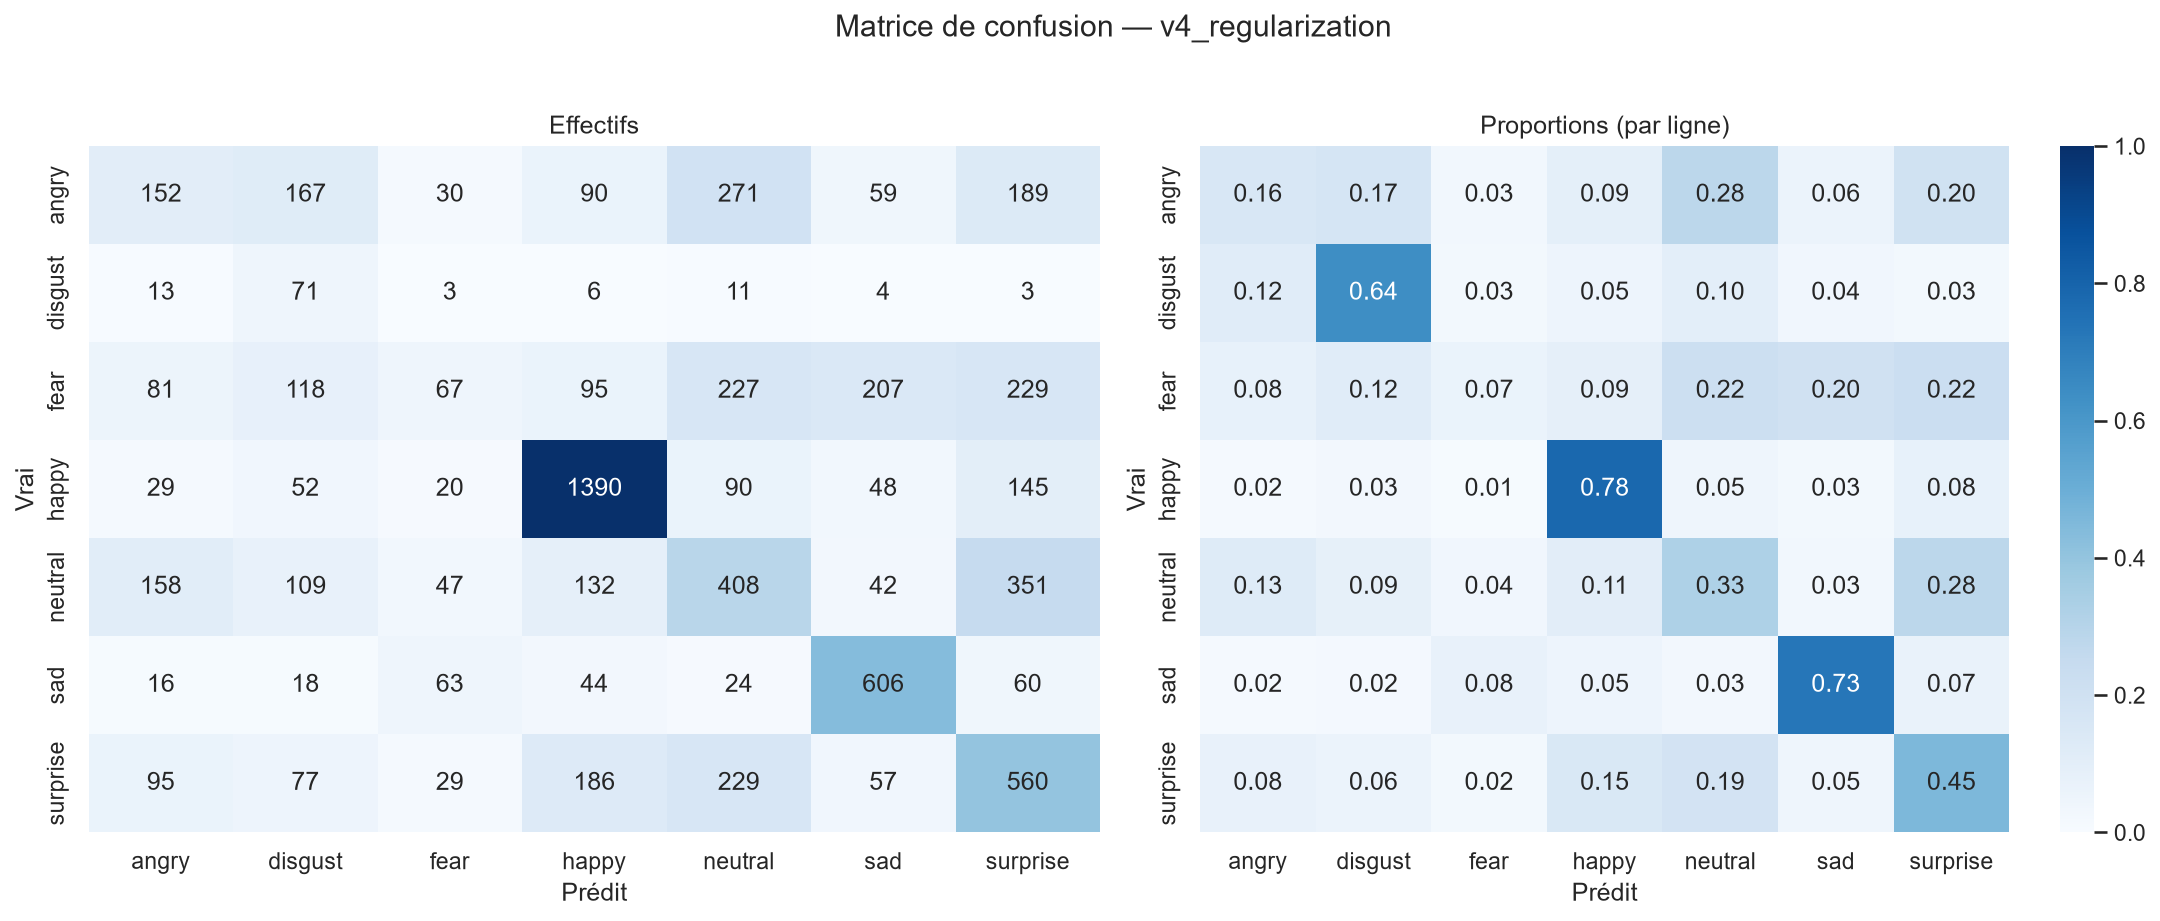 Matrice de confusion — v4_regularization
Effectifs
angry 152 167 30 90 271 59 189
disgust 13 71 3 6 11 4 3
fear 81 118 67 95 227 207 229
happy 29 52 20 1390 90 48 145
neutral 158 109 47 132 408 42 351
sad 16 18 63 44 24 606 60
surprise 95 77 29 186 229 57 560
Vrai
angry disgust fear happy neutral sad surprise
Prédit
Proportions (par ligne)
angry 0.16 0.17 0.03 0.09 0.28 0.06 0.20
disgust 0.12 0.64 0.03 0.05 0.10 0.04 0.03
fear 0.08 0.12 0.07 0.09 0.22 0.20 0.22
happy 0.02 0.03 0.01 0.78 0.05 0.03 0.08
neutral 0.13 0.09 0.04 0.11 0.33 0.03 0.28
sad 0.02 0.02 0.08 0.05 0.03 0.73 0.07
surprise 0.08 0.06 0.02 0.15 0.19 0.05 0.45
Vrai
angry disgust fear happy neutral sad surprise
Prédit
1.0
0.8
0.6
0.4
0.2
0.0